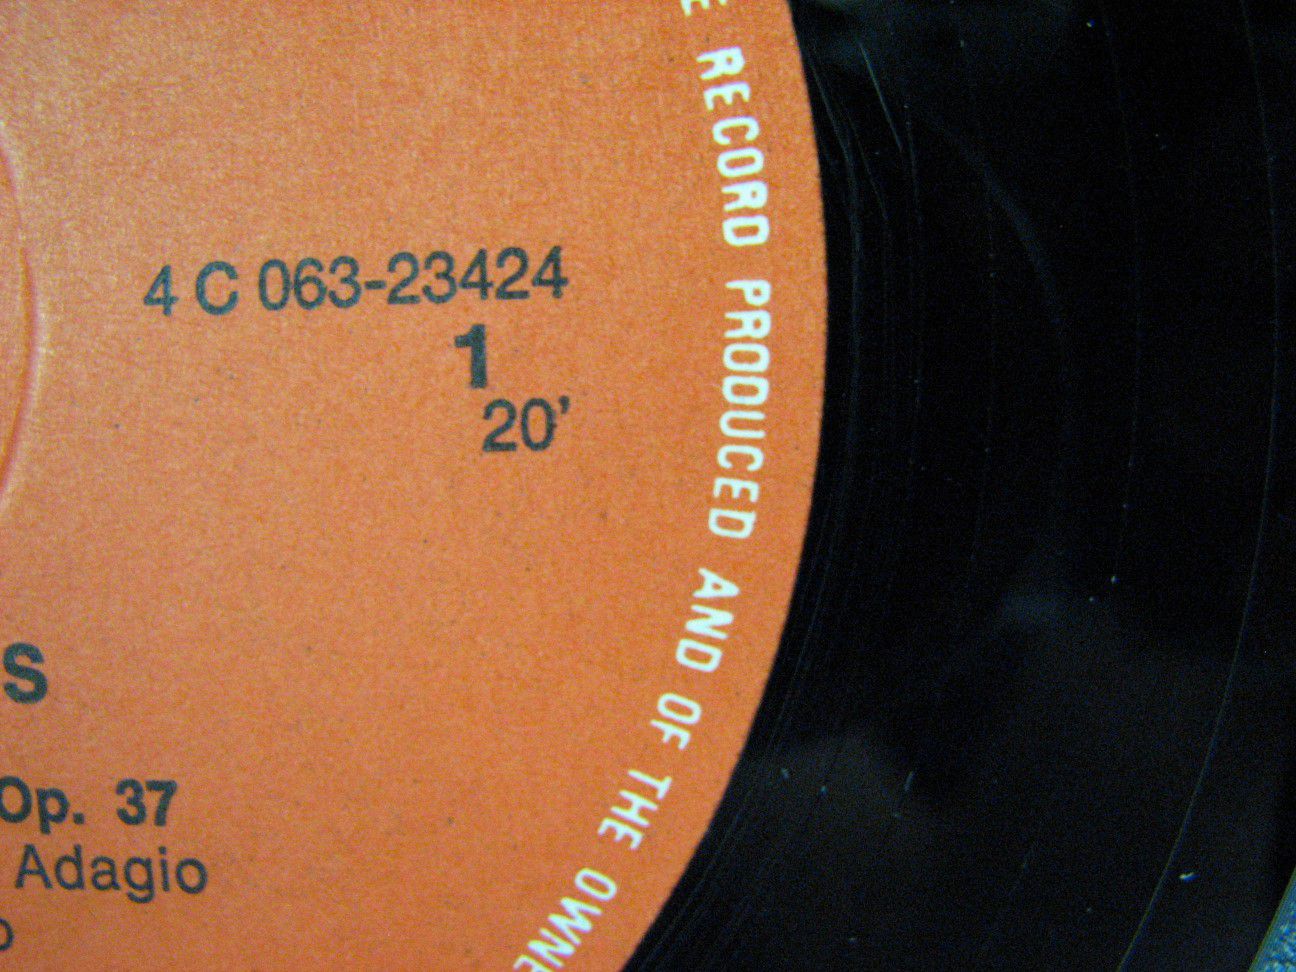 4 C 063-23424
1
20’
S
Op. 37
Adagio
RECORD PRODUCED AND OF THE